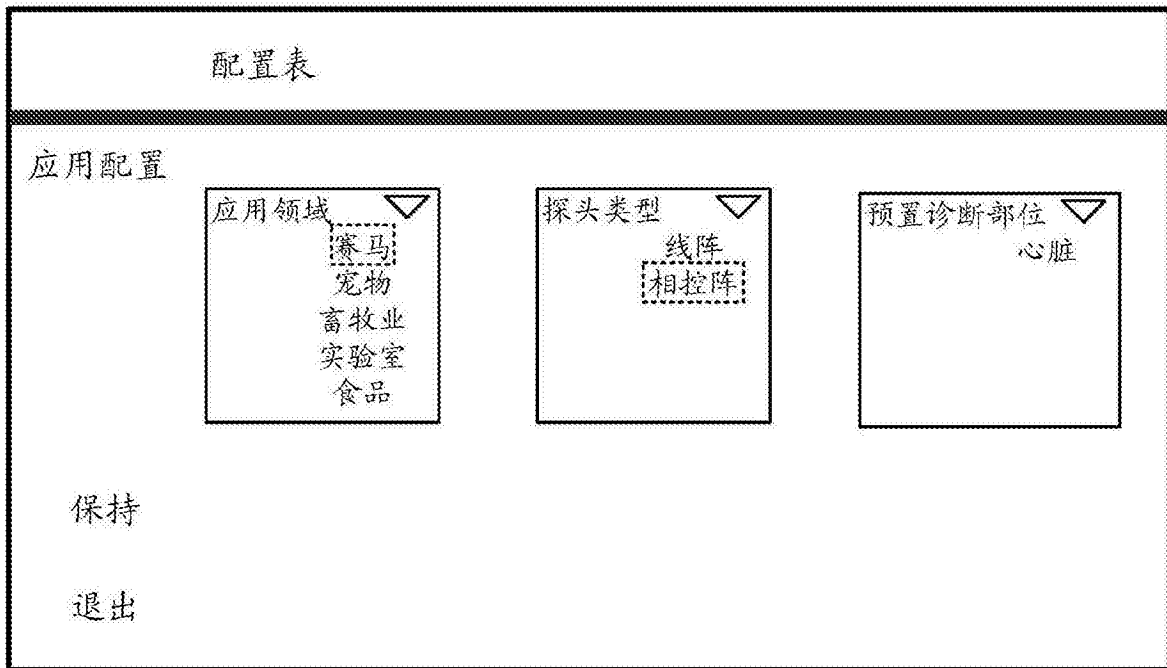 配置表
应用配置
应用领域
赛马
宠物
畜牧业
实验室
食品
探头类型
线阵
相控阵
预置诊断部位
心脏
保持
退出